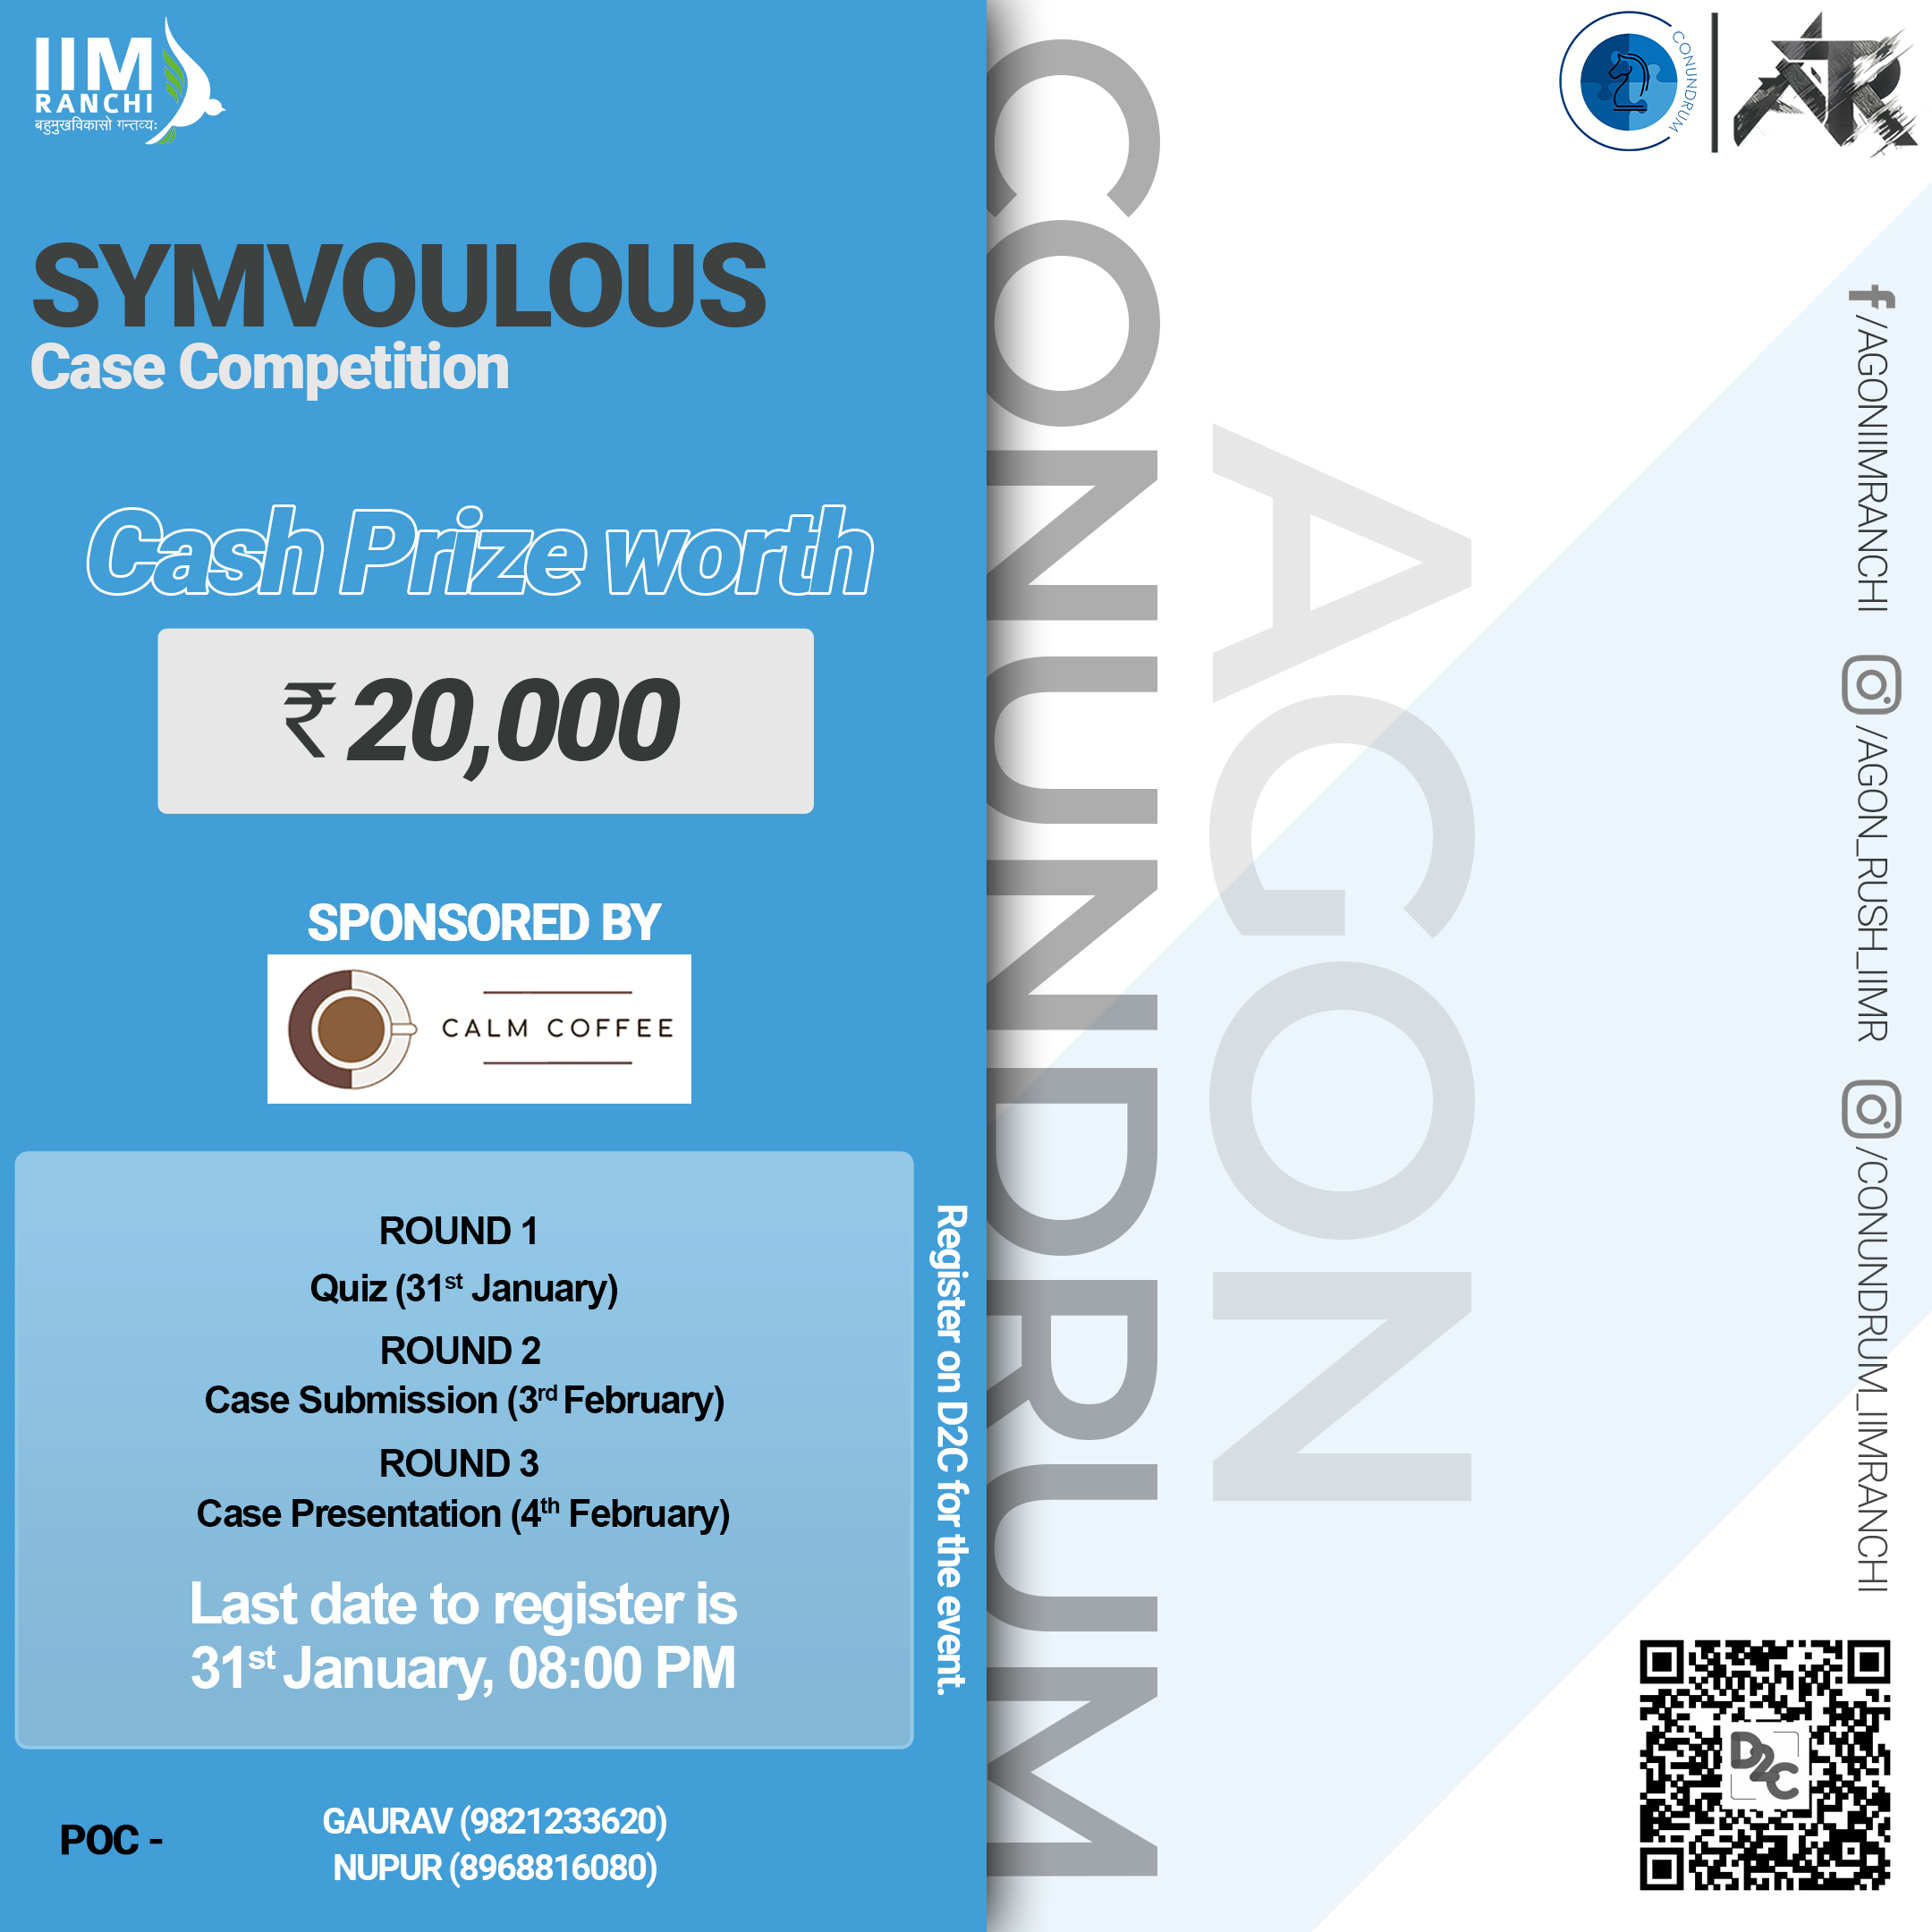 IIM
RANCHI
बहुमुखविकासो गन्तव्यः
CONUNDRUM
SYMVOULOUS
Case Competition
Cash Prize worth
₹ 20,000
SPONSORED BY
CALM COFFEE
ROUND 1
Quiz (31st January)
ROUND 2
Case Submission (3rd February)
ROUND 3
Case Presentation (4th February)
Last date to register is
31st January, 08:00 PM
Register on D2C for the event.
POC -
GAURAV (9821233620)
NUPUR (8968816080)
CONUNDRUM
AGON
/AGONIIMRANCHI
/AGON_RUSH_IIMR
/CONUNDRUM_IIMRANCHI
D2C